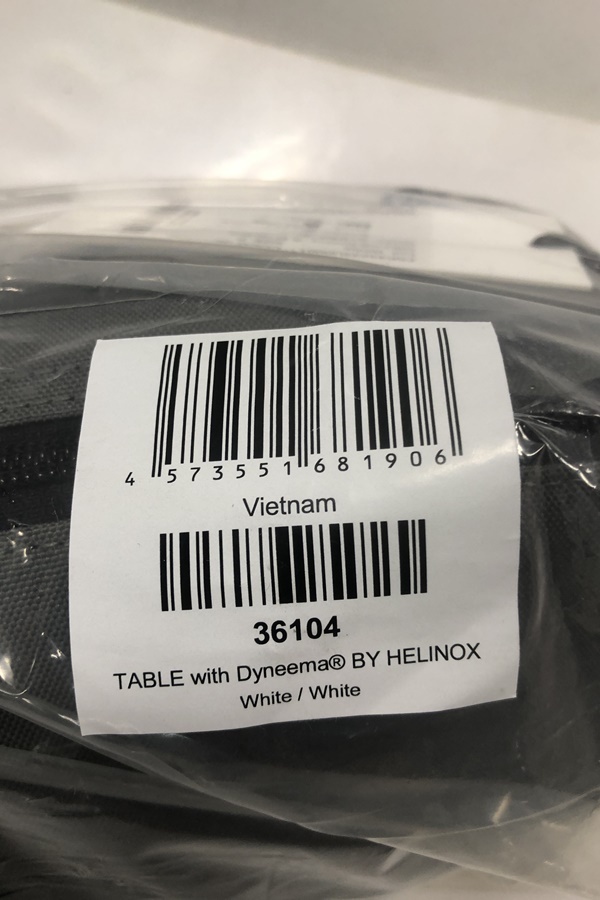 4 573551 681906
Vietnam
36104
TABLE with Dyneema® BY HELINOX
White / White